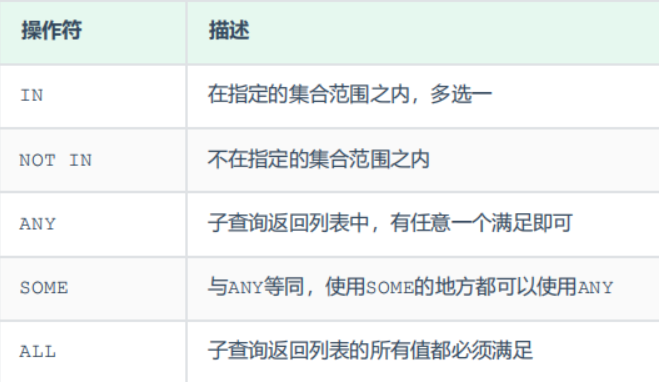 操作符 描述
IN 在指定的集合范围之内，多选一
NOT IN 不在指定的集合范围之内
ANY 子查询返回列表中，有任意一个满足即可
SOME 与ANY等同，使用SOME的地方都可以使用ANY
ALL 子查询返回列表的所有值都必须满足